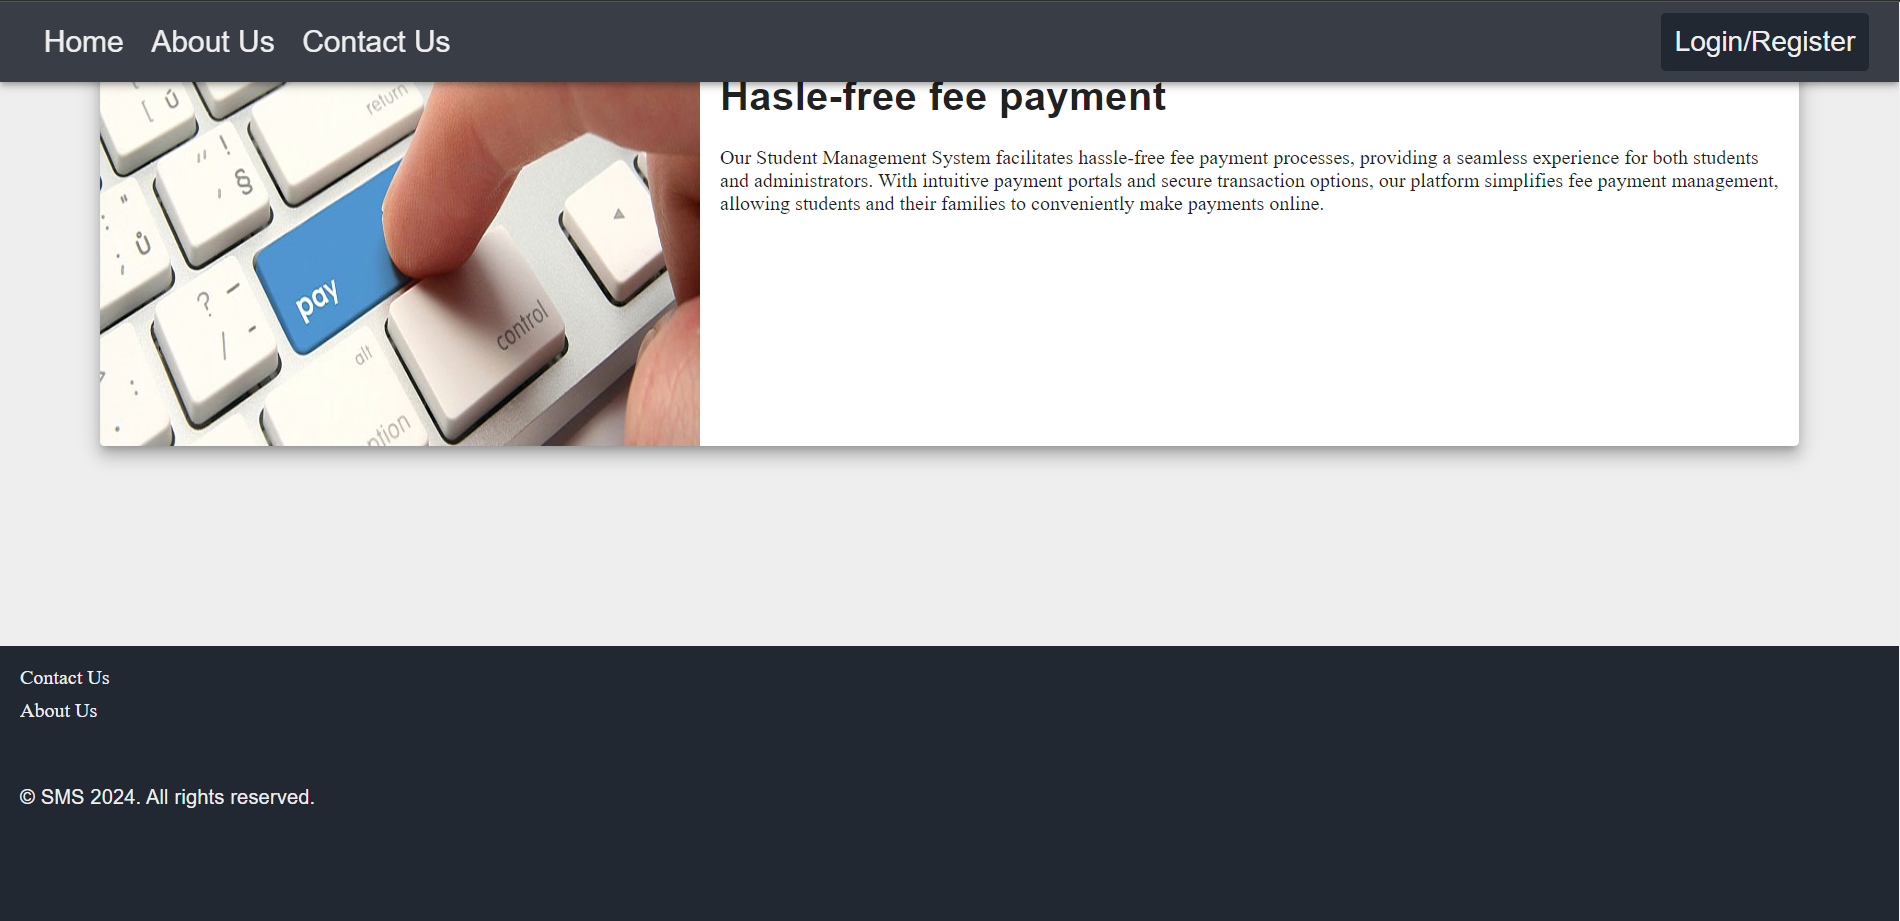 Home About Us Contact Us Login/Register
Hasle-free fee payment
Our Student Management System facilitates hassle-free fee payment processes, providing a seamless experience for both students
and administrators. With intuitive payment portals and secure transaction options, our platform simplifies fee payment management,
allowing students and their families to conveniently make payments online.
return
pay
control
alt
ption
Contact Us
About Us
© SMS 2024. All rights reserved.